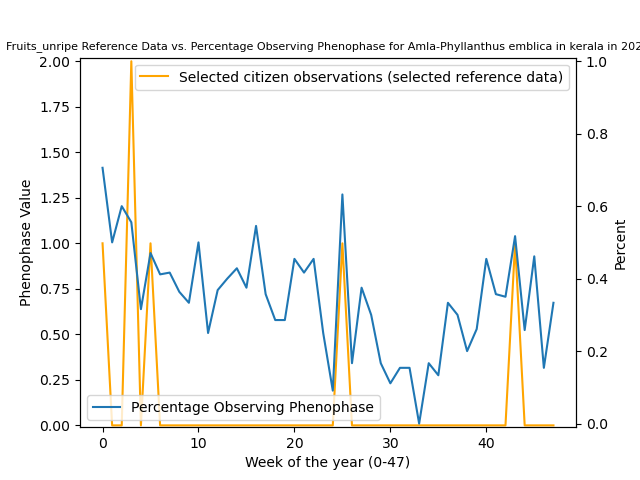 Fruits_unripe Reference Data vs. Percentage Observing Phenophase for Amla-Phyllanthus emblica in kerala in 202
Selected citizen observations (selected reference data)
Percentage Observing Phenophase
Phenophase Value
2.00
1.75
1.50
1.25
1.00
0.75
0.50
0.25
0.00
1.0
0.8
0.6
0.4
0.2
0.0
Percent
0 10 20 30 40
Week of the year (0-47)